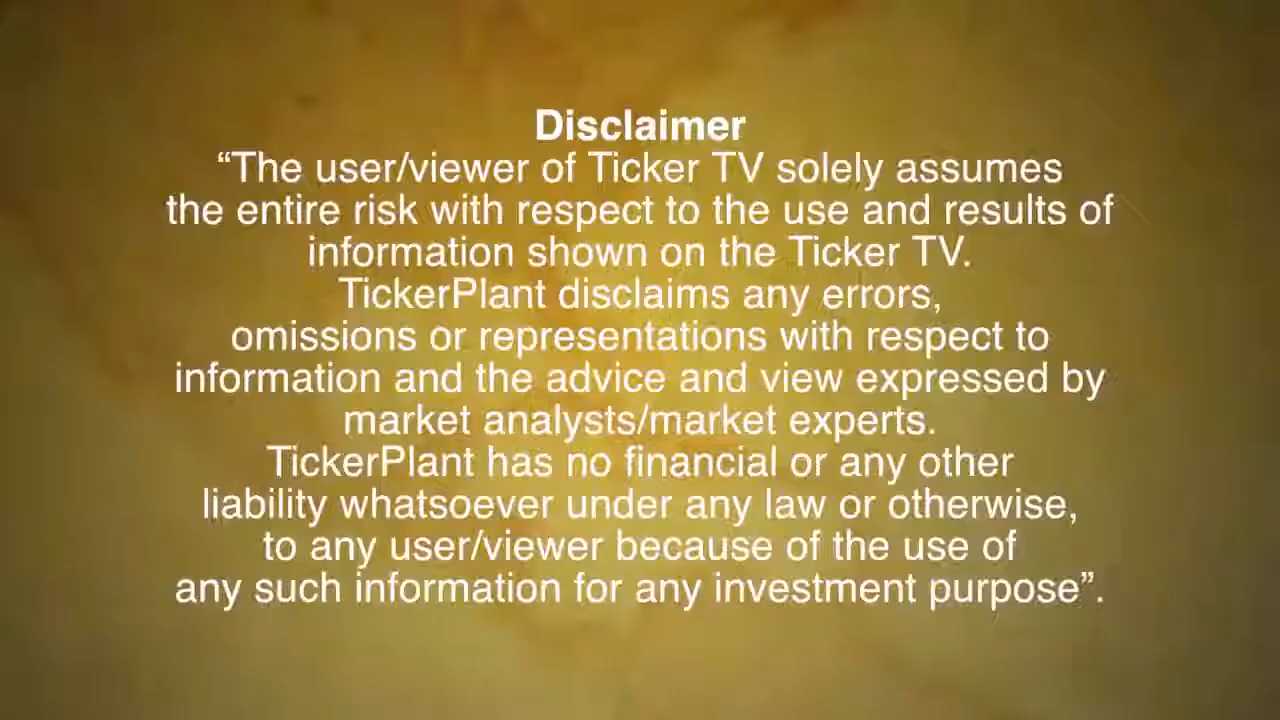 Disclaimer
“The user/viewer of Ticker TV solely assumes
the entire risk with respect to the use and results of
information shown on the Ticker TV.
TickerPlant disclaims any errors,
omissions or representations with respect to
information and the advice and view expressed by
market analysts/market experts.
TickerPlant has no financial or any other
liability whatsoever under any law or otherwise,
to any user/viewer because of the use of
any such information for any investment purpose”.